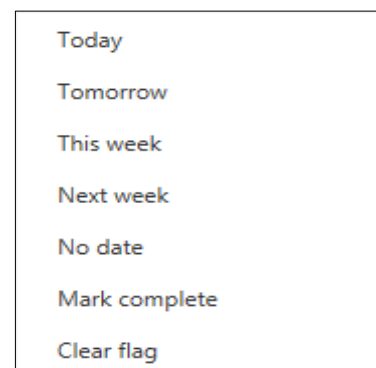 Today
Tomorrow
This week
Next week
No date
Mark complete
Clear flag